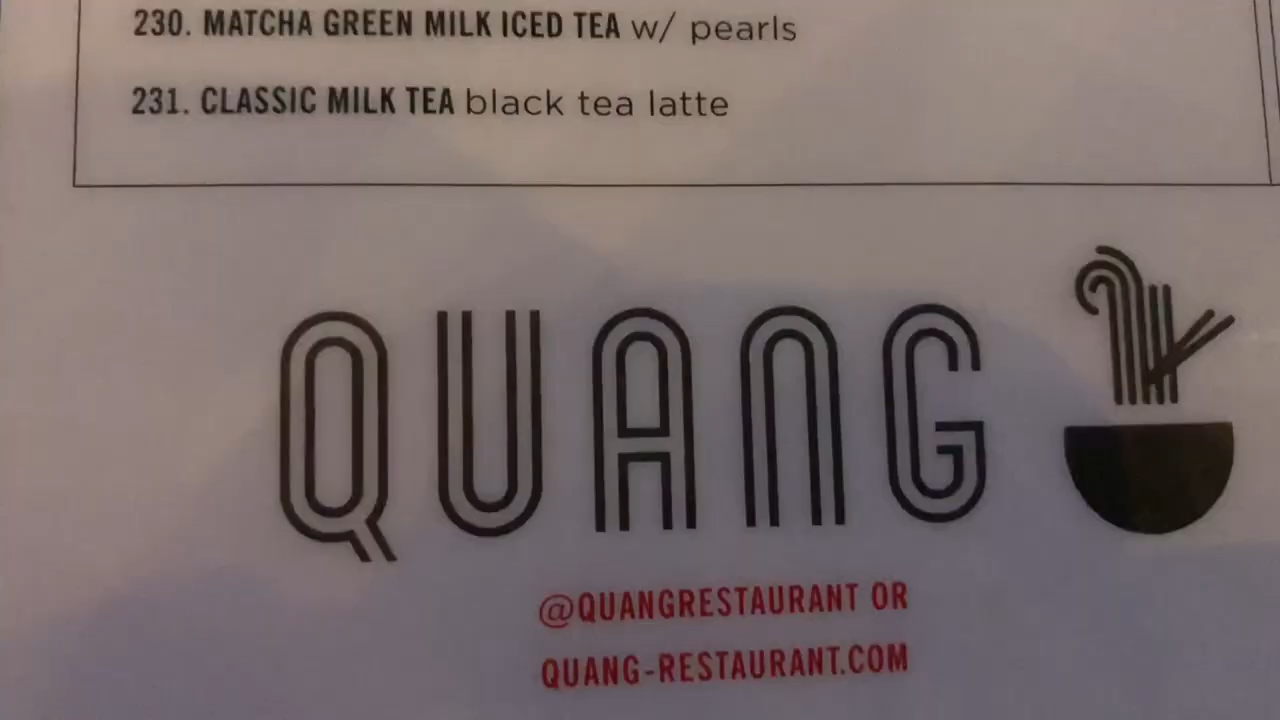 230. MATCHA GREEN MILK ICED TEA w/ pearls
231. CLASSIC MILK TEA black tea latte
QUANG
@QUANGRESTAURANT OR
QUANG-RESTAURANT.COM